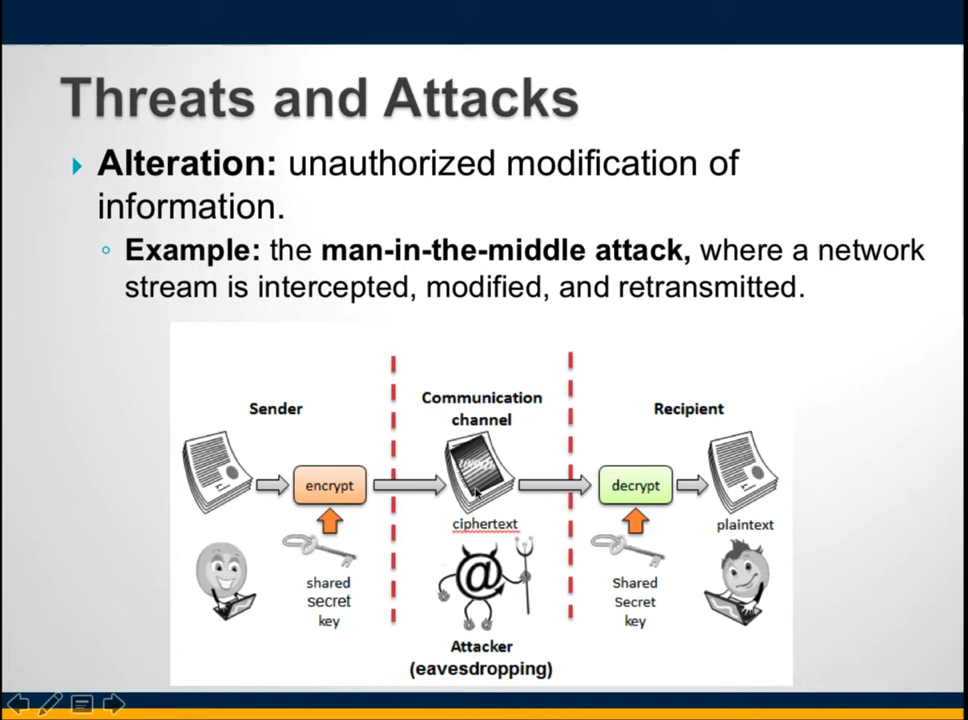 Threats and Attacks
Alteration: unauthorized modification of
information.
Example: the man-in-the-middle attack, where a network
stream is intercepted, modified, and retransmitted.
Sender
Communication
channel
Recipient
encrypt
decrypt
ciphertext
plaintext
@
shared
secret
key
Shared
Secret
key
Attacker
(eavesdropping)